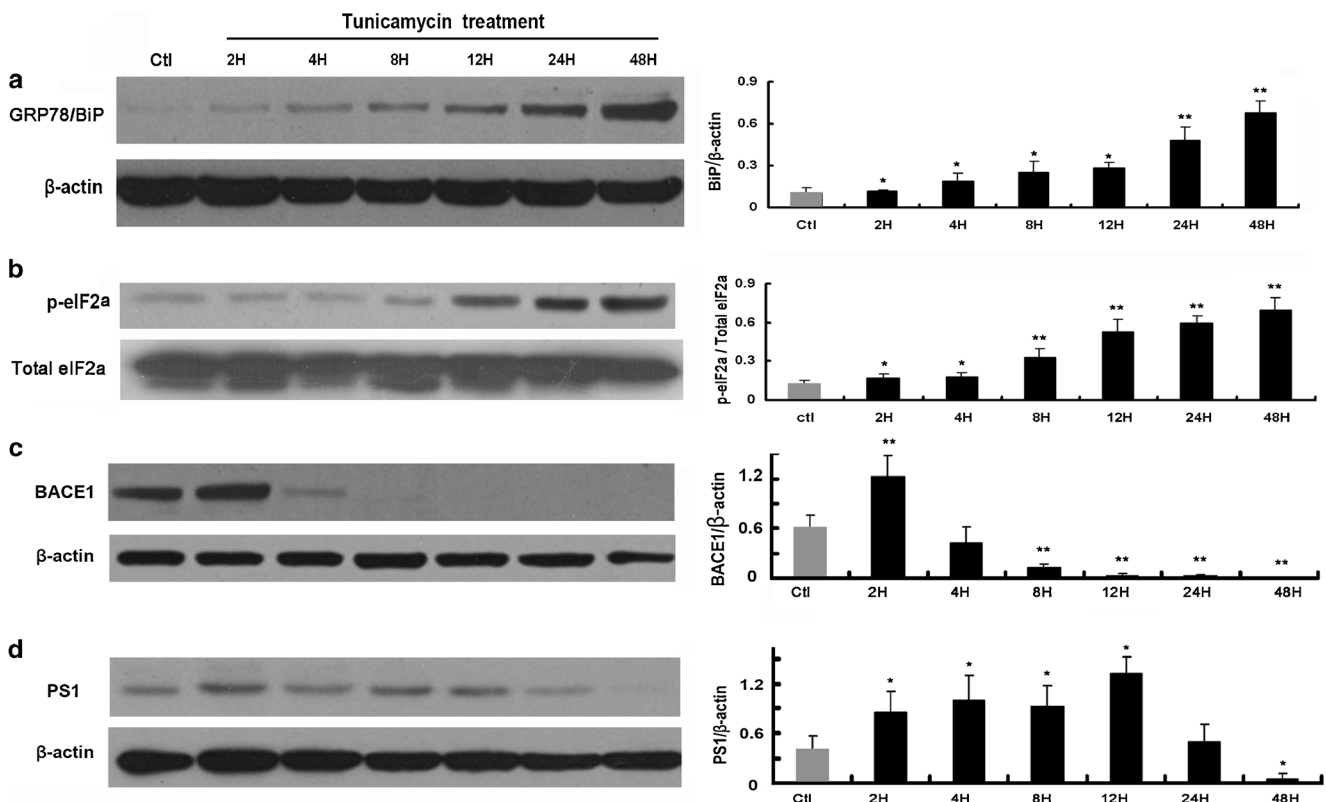 Tunicamycin treatment
Ctl 2H 4H 8H 12H 24H 48H
a
GRP78/BiP
β-actin
BiP/β-actin
0.9
0.6
0.3
0
* * * * * ** **
Ctl 2H 4H 8H 12H 24H 48H
b
p-eIF2a
Total eIF2a
p-eIF2a / Total eIF2a
0.9
0.6
0.3
0
* * ** ** ** **
ctl 2H 4H 8H 12H 24H 48H
c
BACE1
β-actin
BACE1/β-actin
1.2
0.6
0
** ** ** ** **
Ctl 2H 4H 8H 12H 24H 48H
d
PS1
β-actin
PS1/β-actin
1.2
0.6
0
* * * * *
Ctl 2H 4H 8H 12H 24H 48H